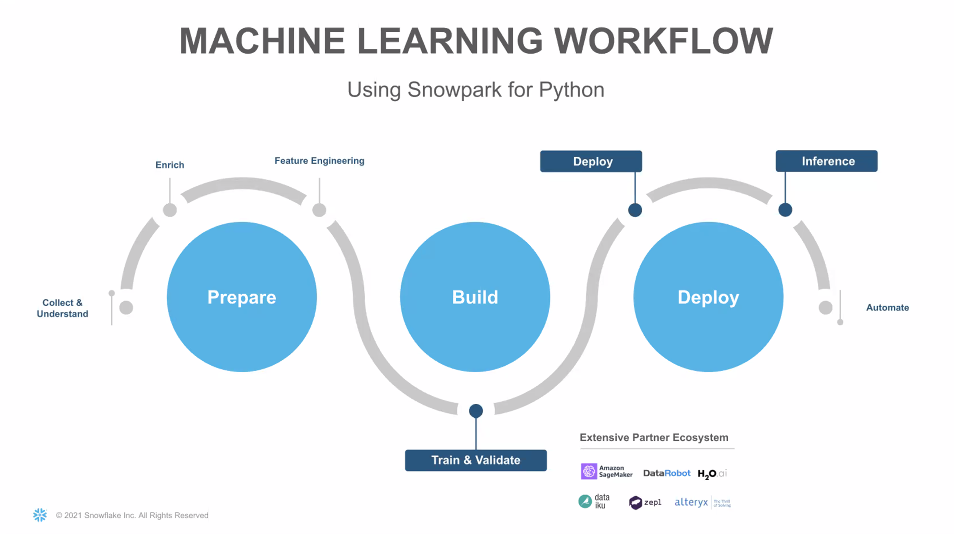 MACHINE LEARNING WORKFLOW
Using Snowpark for Python
Enrich
Feature Engineering
Deploy
Inference
Collect &
Understand
Prepare
Build
Deploy
Automate
Train & Validate
Extensive Partner Ecosystem
Amazon
SageMaker
DataRobot
H2O.ai
data
iku
zepl
alteryx
© 2021 Snowflake Inc. All Rights Reserved